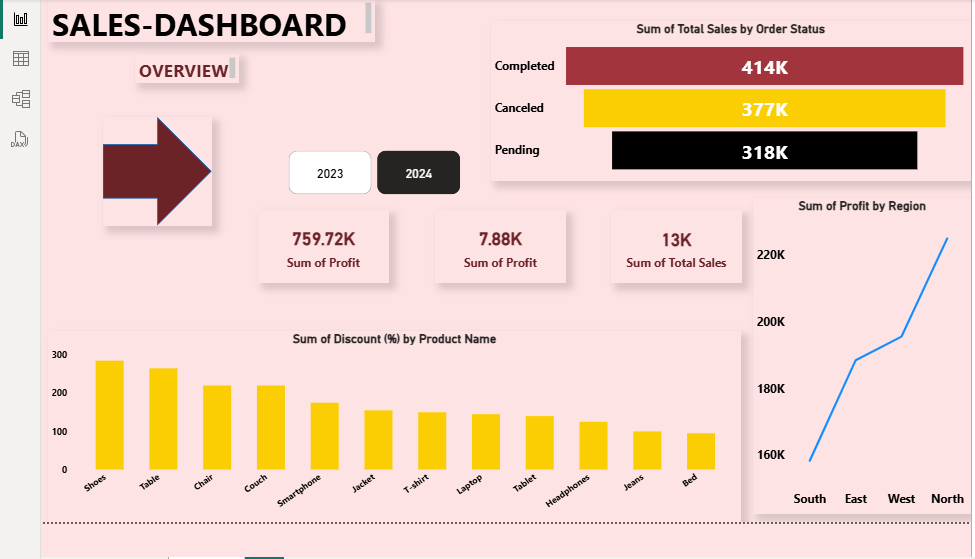 SALES-DASHBOARD
OVERVIEW
DAX
2023
2024
Sum of Total Sales by Order Status
Completed
414K
Canceled
377K
Pending
318K
759.72K
Sum of Profit
7.88K
Sum of Profit
13K
Sum of Total Sales
Sum of Profit by Region
220K
200K
180K
160K
South East West North
Sum of Discount (%) by Product Name
300
200
100
0
Shoes Table Chair Couch Smartphone Jacket T-shirt Laptop Tablet Headphones Jeans Bed